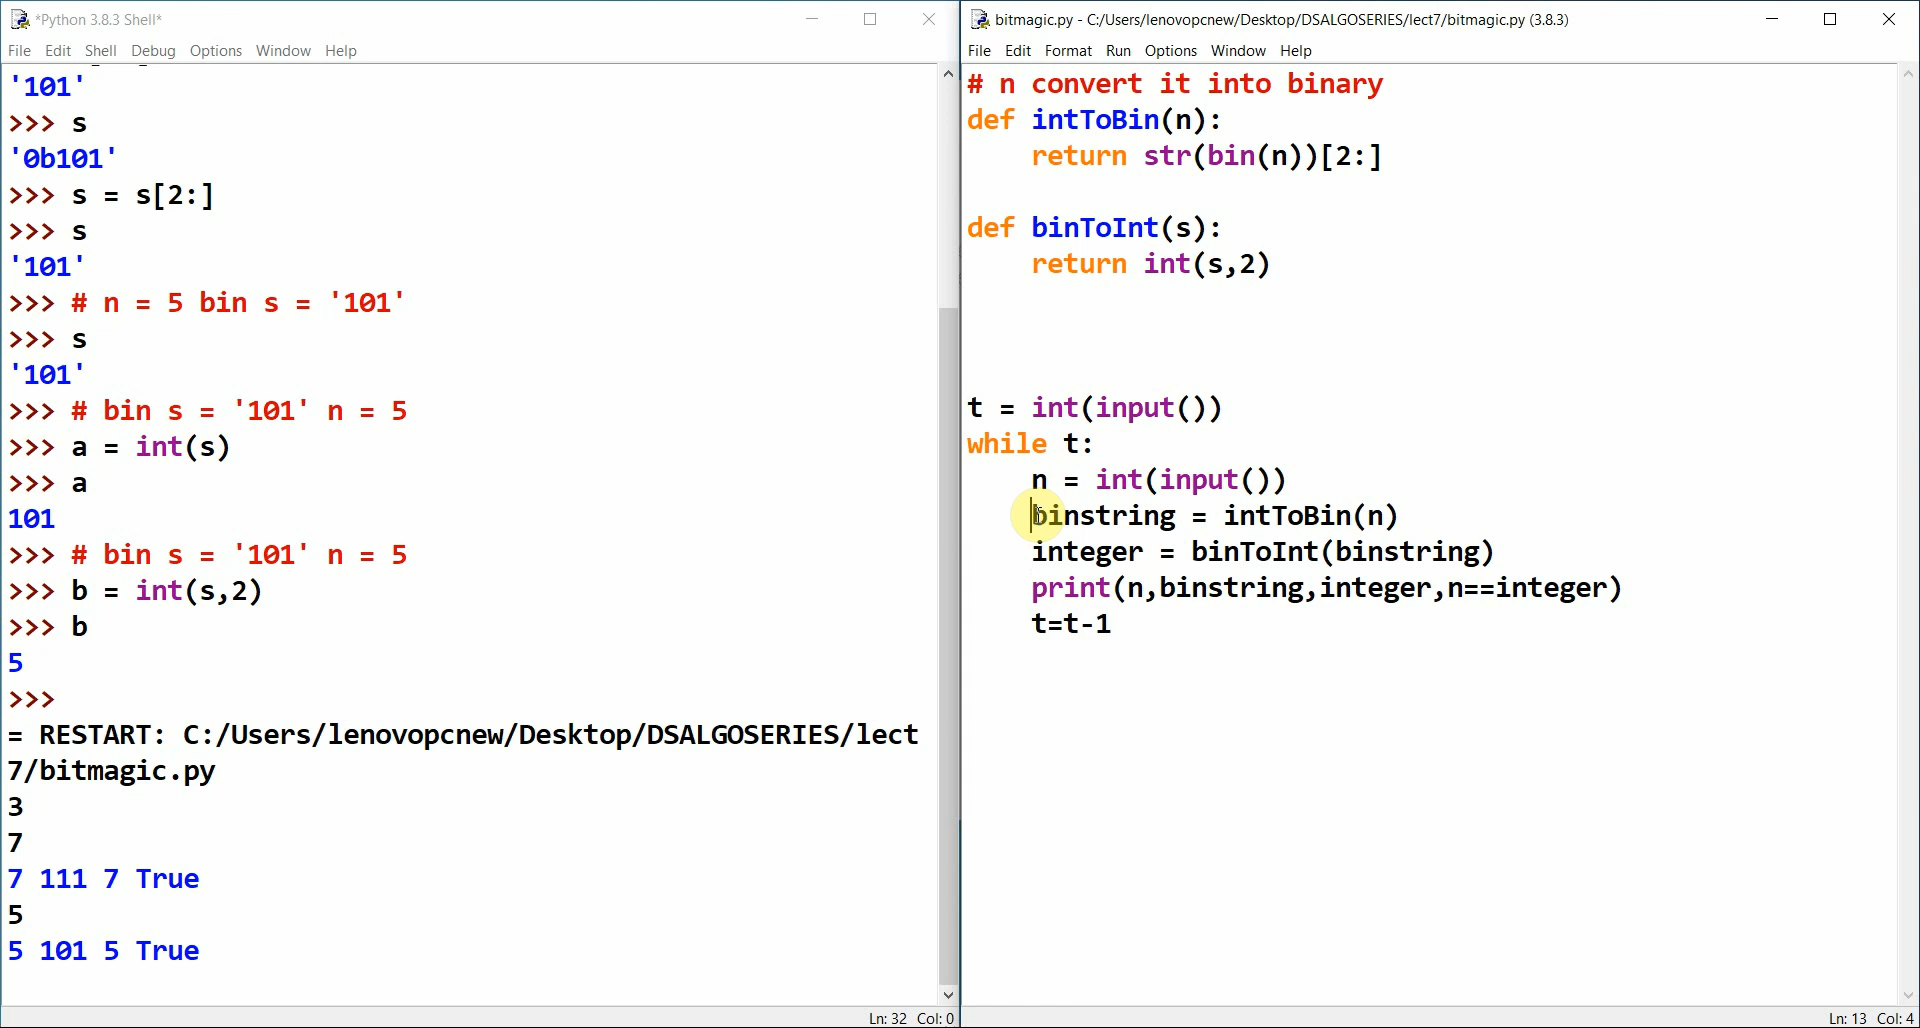 *Python 3.8.3 Shell*
File Edit Shell Debug Options Window Help
'101'
>>> s
'0b101'
>>> s = s[2:]
>>> s
'101'
>>> # n = 5 bin s = '101'
>>> s
'101'
>>> # bin s = '101' n = 5
>>> a = int(s)
>>> a
101
>>> # bin s = '101' n = 5
>>> b = int(s,2)
>>> b
5
>>>
= RESTART: C:/Users/lenovopcnew/Desktop/DSALGOSERIES/lect
7/bitmagic.py
3
7
7 111 7 True
5
5 101 5 True
Ln: 32 Col: 0
bitmagic.py - C:/Users/lenovopcnew/Desktop/DSALGOSERIES/lect7/bitmagic.py (3.8.3)
File Edit Format Run Options Window Help
# n convert it into binary
def intToBin(n):
    return str(bin(n))[2:]
def binToInt(s):
    return int(s,2)
t = int(input())
while t:
    n = int(input())
    binstring = intToBin(n)
    integer = binToInt(binstring)
    print(n,binstring,integer,n==integer)
    t=t-1
Ln: 13 Col: 4